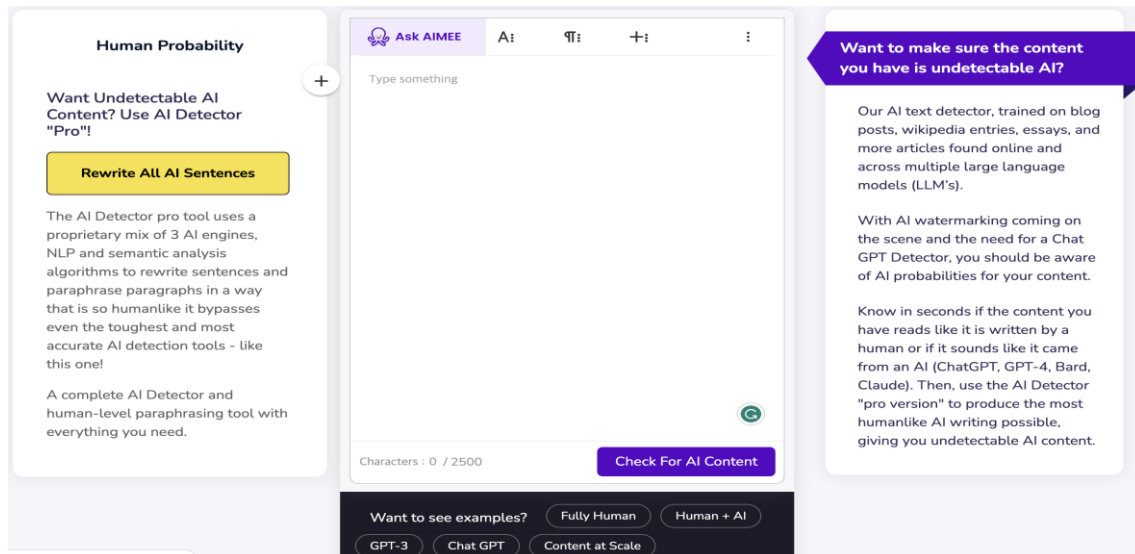 Human Probability
Want Undetectable AI
Content? Use AI Detector
"Pro"!
Rewrite All AI Sentences
The AI Detector pro tool uses a
proprietary mix of 3 AI engines,
NLP and semantic analysis
algorithms to rewrite sentences and
paraphrase paragraphs in a way
that is so humanlike it bypasses
even the toughest and most
accurate AI detection tools - like
this one!
A complete AI Detector and
human-level paraphrasing tool with
everything you need.
Ask AIMEE
Type something
Characters : 0 / 2500
Check For AI Content
Want to see examples?
Fully Human
Human + AI
GPT-3
Chat GPT
Content at Scale
Want to make sure the content
you have is undetectable AI?
Our AI text detector, trained on blog
posts, wikipedia entries, essays, and
more articles found online and
across multiple large language
models (LLM's).
With AI watermarking coming on
the scene and the need for a Chat
GPT Detector, you should be aware
of AI probabilities for your content.
Know in seconds if the content you
have reads like it is written by a
human or if it sounds like it came
from an AI (ChatGPT, GPT-4, Bard,
Claude). Then, use the AI Detector
"pro version" to produce the most
humanlike AI writing possible,
giving you undetectable AI content.